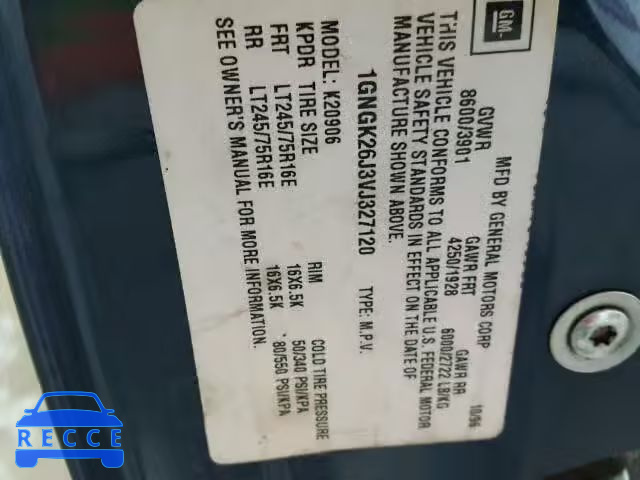 GM
MFD BY GENERAL MOTORS CORP 10/96
GVWR GAWR FRT GAWR RR
8600/3901 4250/1928 6000/2722 LB/KG
THIS VEHICLE CONFORMS TO ALL APPLICABLE U.S. FEDERAL MOTOR
VEHICLE SAFETY STANDARDS IN EFFECT ON THE DATE OF
MANUFACTURE SHOWN ABOVE.
1GNGK26J3VJ327120 TYPE: M.P.V.
MODEL: K20906
KPDR TIRE SIZE RIM COLD TIRE PRESSURE
FRT LT245/75R16E 16X6.5K 50/340 PSI/KPA
RR LT245/75R16E 16X6.5K 80/550 PSI/KPA
SEE OWNER'S MANUAL FOR MORE INFORMATION.
RECCE